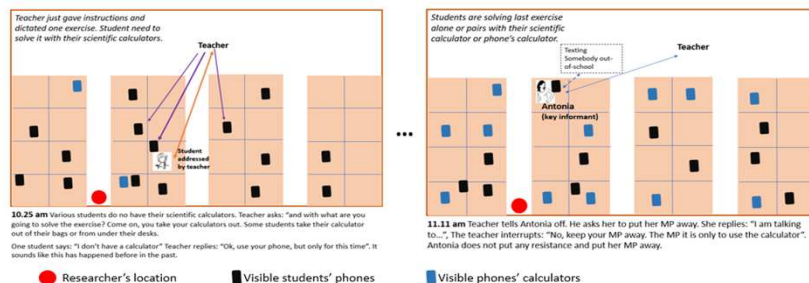 Teacher just gave instructions and
dictated one exercise. Student need to
solve it with their scientific calculators.
Teacher
Student
addressed
by teacher
10.25 am Various students do no have their scientific calculators. Teacher asks: "and with what are you
going to solve the exercise? Come on, you take your calculators out. Some students take their calculator
out of their bags or from under their desks.
One student says: "I don't have a calculator" Teacher replies: "Ok, use your phone, but only for this time". It
sounds like this has happened before in the past.
...
Students are solving last exercise
alone or pairs with their scientific
calculator or phone's calculator.
Texting
Somebody out-
of-school
Teacher
Antonia
(key informant)
11.11 am Teacher tells Antonia off. He asks her to put her MP away. She replies: "I am talking
to...", The teacher interrupts: "No, keep your MP away. The MP it is only to use the calculator".
Antonia does not put any resistance and put her MP away.
Researcher's location
Visible students' phones
Visible phones' calculators